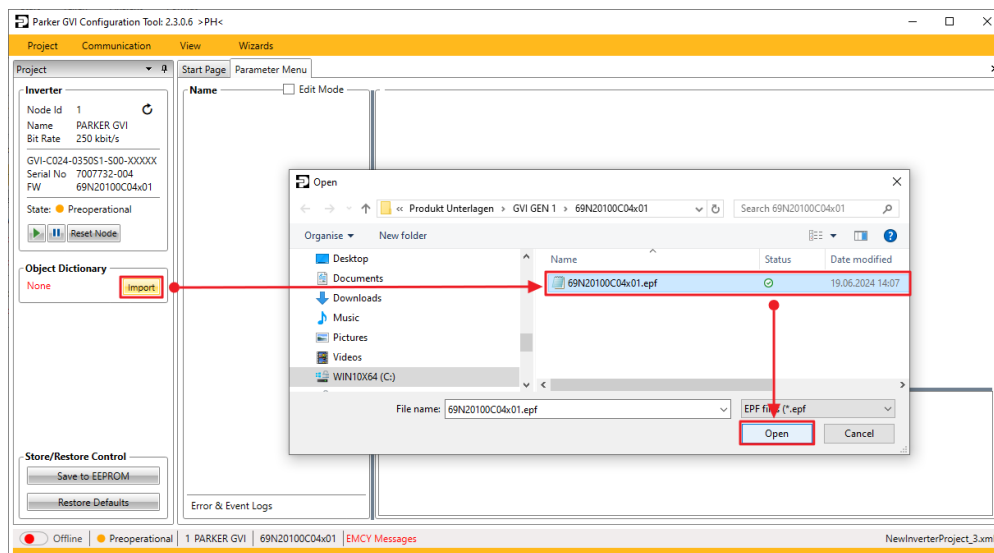 Parker GVI Configuration Tool: 2.3.0.6 >PH<
Project Communication View Wizards
Project
Inverter
Node Id 1
Name PARKER GVI
Bit Rate 250 kbit/s
GVI-C024-0350S1-S00-XXXXX
Serial No 7007732-004
FW 69N20100C04x01
State: Preoperational
Reset Node
Object Dictionary
None Import
Store/Restore Control
Save to EEPROM
Restore Defaults
Start Page Parameter Menu
Name Edit Mode
Error & Event Logs
Open
« Produkt Unterlagen > GVI GEN 1 > 69N20100C04x01
Search 69N20100C04x01
Organise New folder
Desktop
Documents
Downloads
Music
Pictures
Videos
WIN10X64 (C:)
Name Status Date modified
69N20100C04x01.epf 19.06.2024 14:07
File name: 69N20100C04x01.epf
EPF (*.epf
Open Cancel
Offline Preoperational 1 PARKER GVI 69N20100C04x01 EMCY Messages NewInverterProject_3.xml